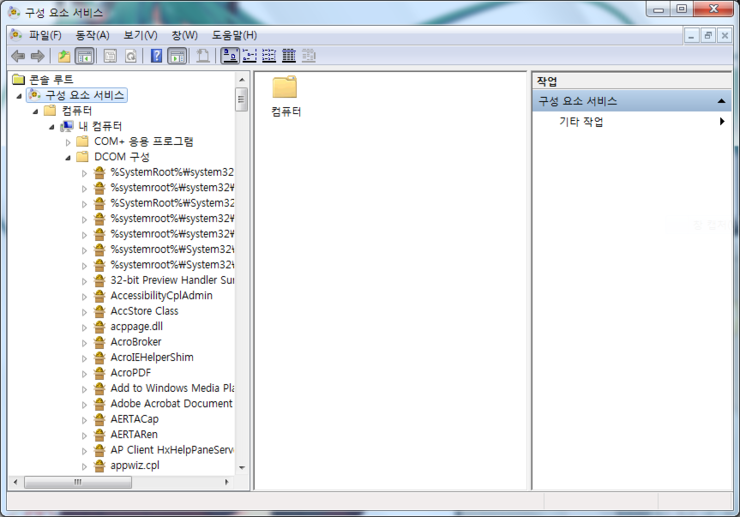 구성 요소 서비스
파일(F) 동작(A) 보기(V) 창(W) 도움말(H)
콘솔 루트
구성 요소 서비스
컴퓨터
내 컴퓨터
COM+ 응용 프로그램
DCOM 구성
%SystemRoot%₩system32
%systemroot%₩system32₩
%SystemRoot%₩System32₩
%systemroot%₩system32₩
%systemroot%₩system32₩
%systemroot%₩System32₩
%systemroot%₩System32₩
32-bit Preview Handler Sur
AccessibilityCplAdmin
AccStore Class
acppage.dll
AcroBroker
AcroIEHelperShim
AcroPDF
Add to Windows Media Pla
Adobe Acrobat Document
AERTACap
AERTARen
AP Client HxHelpPaneServe
appwiz.cpl
컴퓨터
작업
구성 요소 서비스
기타 작업